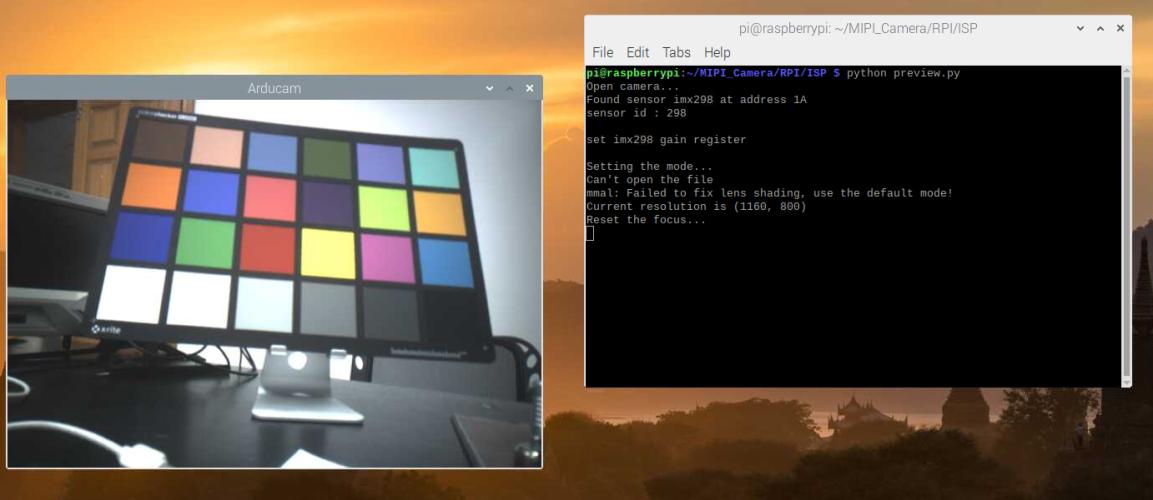 pi@raspberrypi: ~/MIPI_Camera/RPI/ISP
File Edit Tabs Help
pi@raspberrypi:~/MIPI_Camera/RPI/ISP $ python preview.py
Open camera...
Found sensor imx298 at address 1A
sensor id : 298
set imx298 gain register
Setting the mode...
Can't open the file
mmal: Failed to fix lens shading, use the default mode!
Current resolution is (1160, 800)
Reset the focus...
Arducam
x-rite